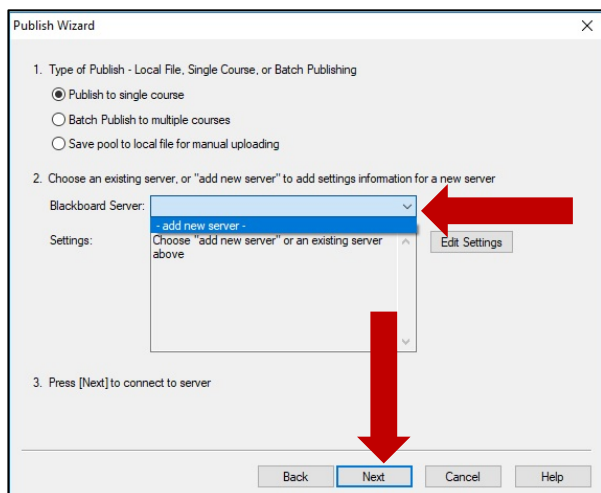 Publish Wizard
1. Type of Publish - Local File, Single Course, or Batch Publishing
Publish to single course
Batch Publish to multiple courses
Save pool to local file for manual uploading
2. Choose an existing server, or "add new server" to add settings information for a new server
Blackboard Server:
- add new server -
Settings:
Choose "add new server" or an existing server
above
Edit Settings
3. Press [Next] to connect to server
Back
Next
Cancel
Help